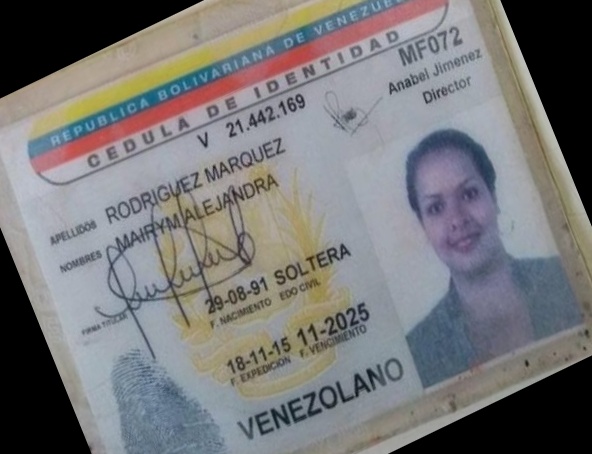 REPUBLICA BOLIVARIANA DE VENEZUELA
CEDULA DE IDENTIDAD
V 21.442.169
MF072
Anabel Jimenez
Director
APELLIDOS RODRIGUEZ MARQUEZ
NOMBRES MAIRYM ALEJANDRA
FIRMA TITULAR
29-08-91 SOLTERA
F. NACIMIENTO EDO CIVIL
18-11-15 11-2025
F. EXPEDICION F. VENCIMIENTO
VENEZOLANO